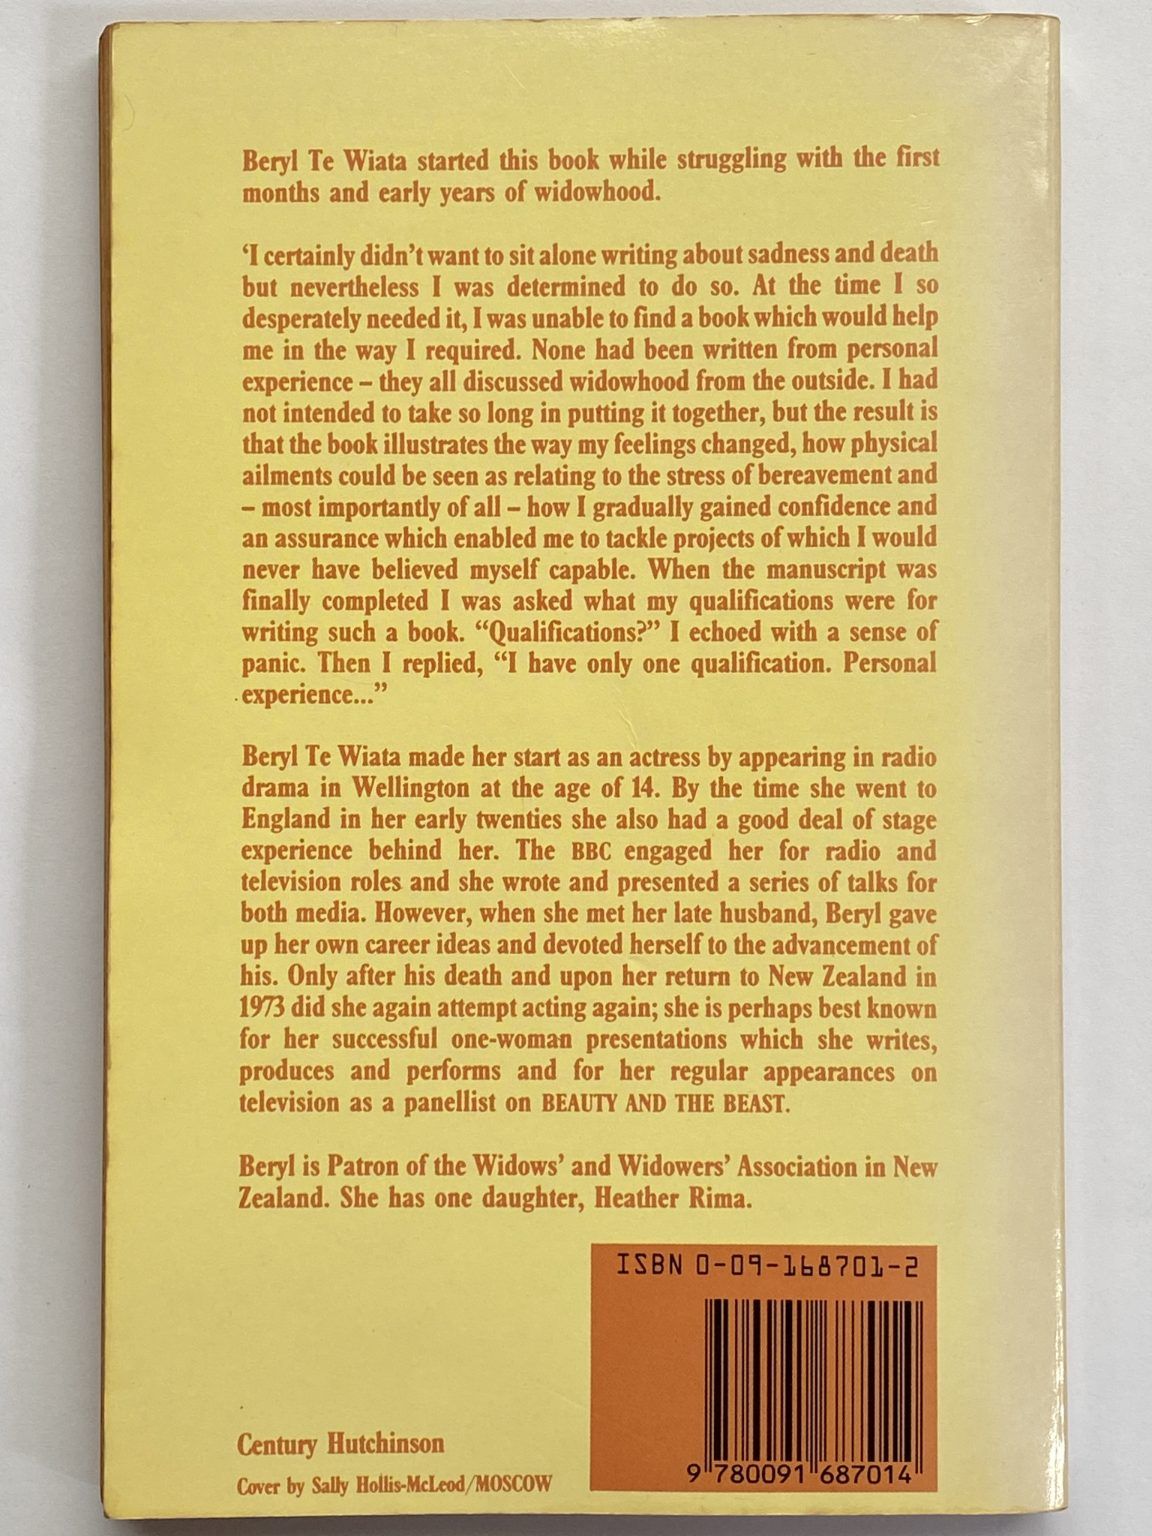 Beryl Te Wiata started this book while struggling with the first
months and early years of widowhood.
‘I certainly didn’t want to sit alone writing about sadness and death
but nevertheless I was determined to do so. At the time I so
desperately needed it, I was unable to find a book which would help
me in the way I required. None had been written from personal
experience – they all discussed widowhood from the outside. I had
not intended to take so long in putting it together, but the result is
that the book illustrates the way my feelings changed, how physical
ailments could be seen as relating to the stress of bereavement and
– most importantly of all – how I gradually gained confidence and
an assurance which enabled me to tackle projects of which I would
never have believed myself capable. When the manuscript was
finally completed I was asked what my qualifications were for
writing such a book. “Qualifications?” I echoed with a sense of
panic. Then I replied, “I have only one qualification. Personal
experience...”
Beryl Te Wiata made her start as an actress by appearing in radio
drama in Wellington at the age of 14. By the time she went to
England in her early twenties she also had a good deal of stage
experience behind her. The BBC engaged her for radio and
television roles and she wrote and presented a series of talks for
both media. However, when she met her late husband, Beryl gave
up her own career ideas and devoted herself to the advancement of
his. Only after his death and upon her return to New Zealand in
1973 did she again attempt acting again; she is perhaps best known
for her successful one-woman presentations which she writes,
produces and performs and for her regular appearances on
television as a panellist on BEAUTY AND THE BEAST.
Beryl is Patron of the Widows’ and Widowers’ Association in New
Zealand. She has one daughter, Heather Rima.
ISBN 0-09-168701-2
9 780091 687014
Century Hutchinson
Cover by Sally Hollis-McLeod/MOSCOW